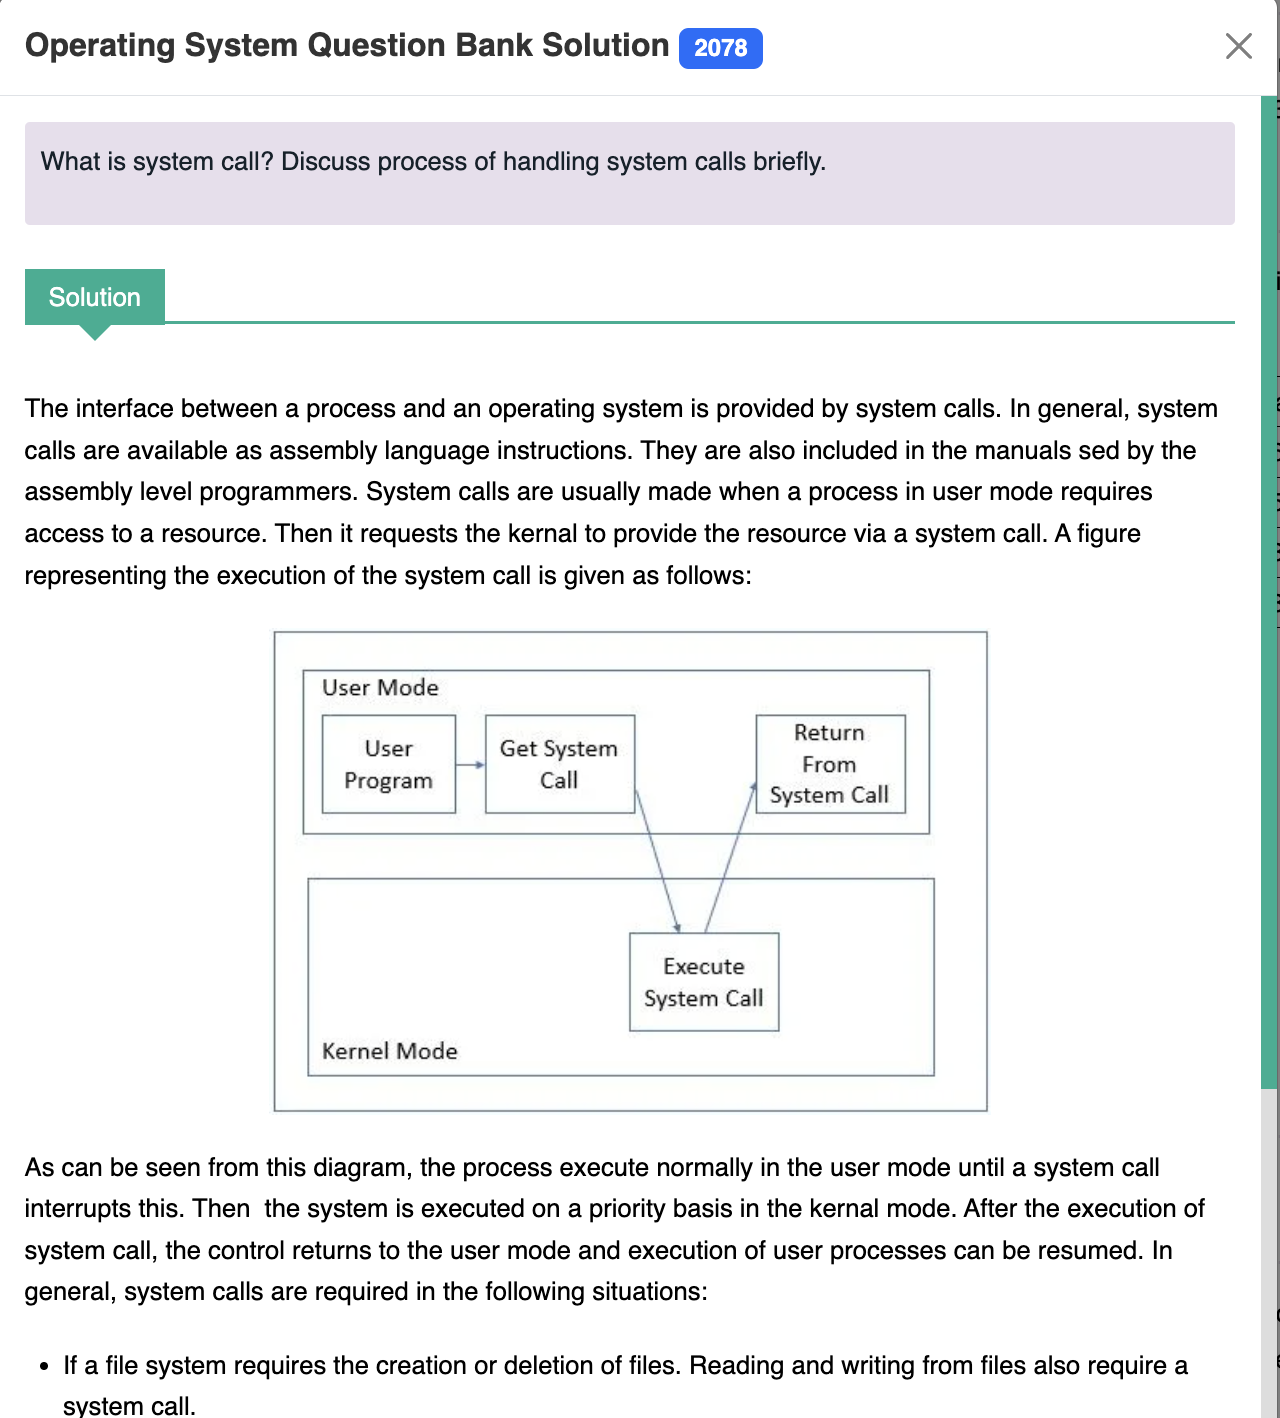 Operating System Question Bank Solution 2078
What is system call? Discuss process of handling system calls briefly.
Solution
The interface between a process and an operating system is provided by system calls. In general, system
calls are available as assembly language instructions. They are also included in the manuals sed by the
assembly level programmers. System calls are usually made when a process in user mode requires
access to a resource. Then it requests the kernal to provide the resource via a system call. A figure
representing the execution of the system call is given as follows:
User Mode
User
Program
Get System
Call
Return
From
System Call
Execute
System Call
Kernel Mode
As can be seen from this diagram, the process execute normally in the user mode until a system call
interrupts this. Then  the system is executed on a priority basis in the kernal mode. After the execution of
system call, the control returns to the user mode and execution of user processes can be resumed. In
general, system calls are required in the following situations:
• If a file system requires the creation or deletion of files. Reading and writing from files also require a
system call.